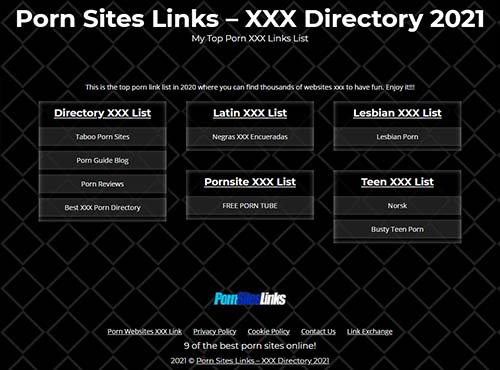 Porn Sites Links – XXX Directory 2021
My Top Porn XXX Links List
This is the top porn link list in 2020 where you can find thousands of websites xxx to have fun. Enjoy it!!!
Directory XXX List
Taboo Porn Sites
Porn Guide Blog
Porn Reviews
Best XXX Porn Directory
Latin XXX List
Negras XXX Encueradas
Lesbian XXX List
Lesbian Porn
Pornsite XXX List
FREE PORN TUBE
Teen XXX List
Norsk
Busty Teen Porn
PornSitesLinks
Porn Websites XXX Link Privacy Policy Cookie Policy Contact Us Link Exchange
9 of the best porn sites online!
2021 © Porn Sites Links – XXX Directory 2021